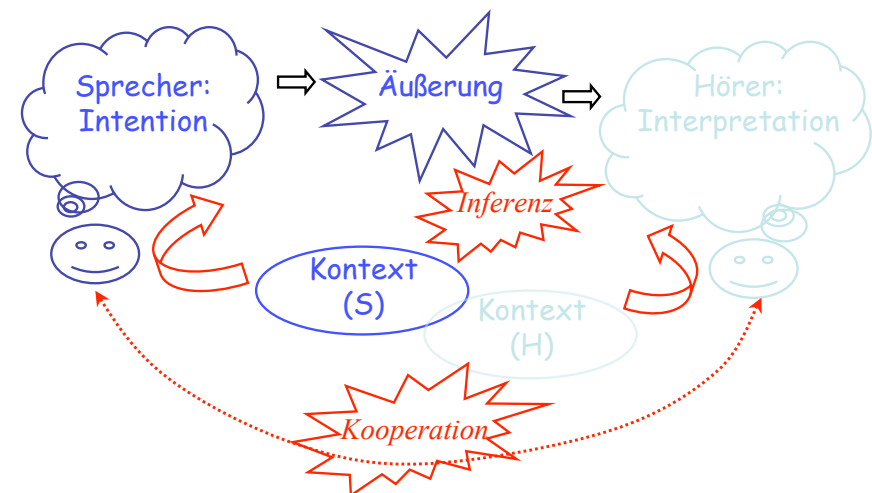 Sprecher:
Intention
Äußerung
Hörer:
Interpretation
Inferenz
Kontext
(S)
Kontext
(H)
Kooperation